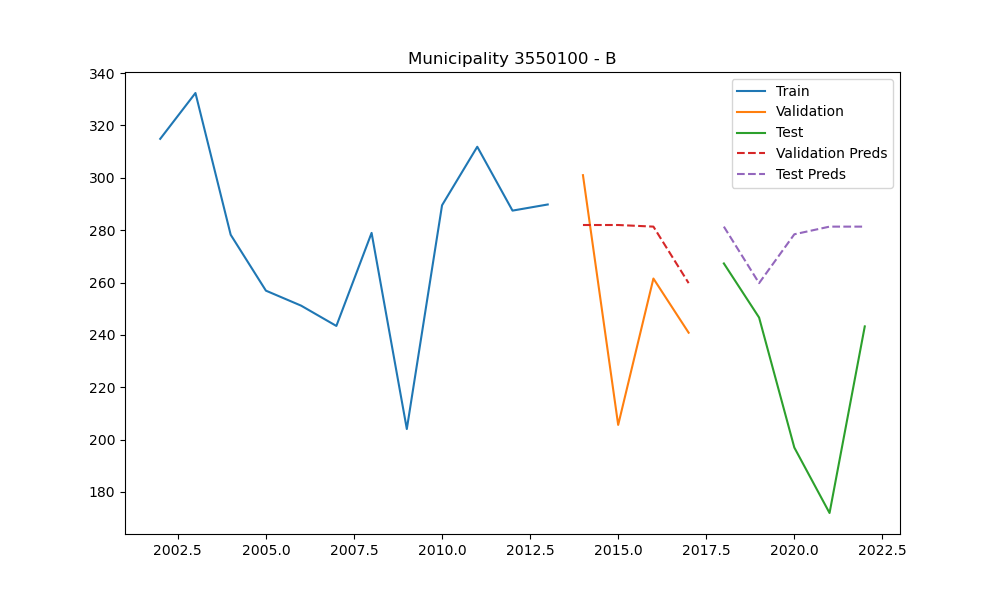 Municipality 3550100 - B
340
320
300
280
260
240
220
200
180
2002.5 2005.0 2007.5 2010.0 2012.5 2015.0 2017.5 2020.0 2022.5
Train
Validation
Test
Validation Preds
Test Preds